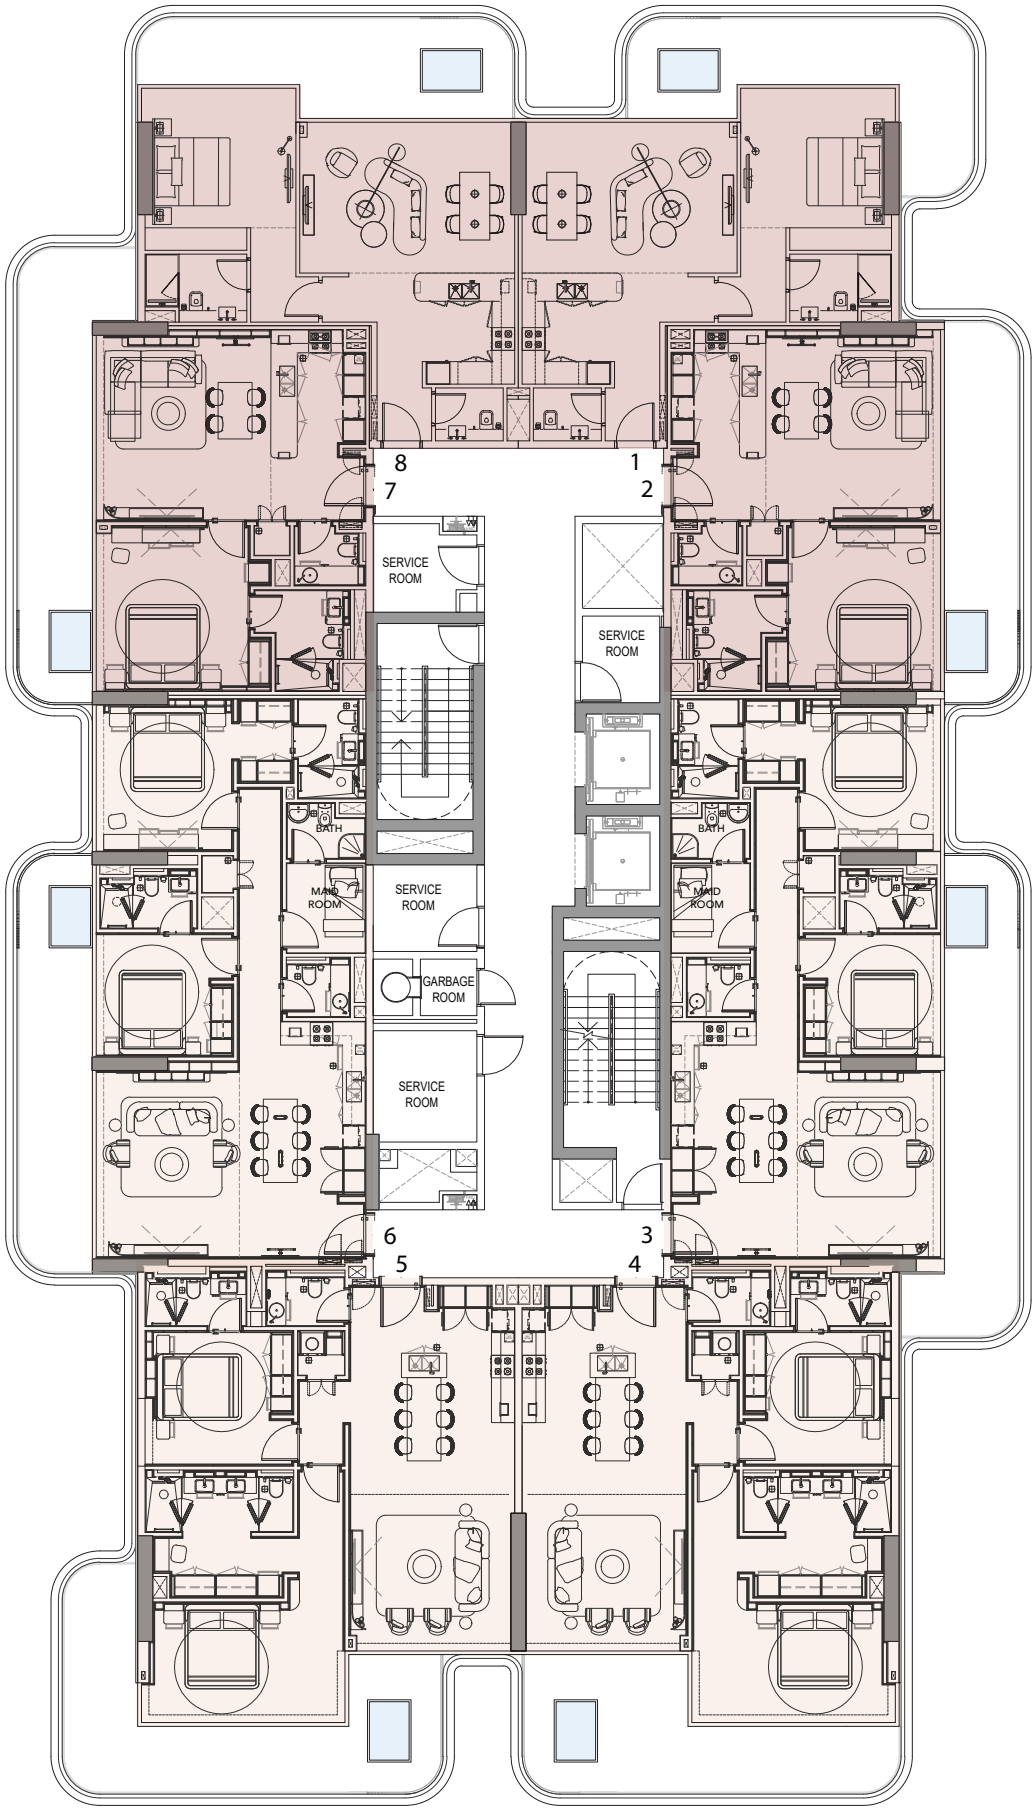 8
1
7
2
SERVICE
ROOM
SERVICE
ROOM
BATH
BATH
MAID
ROOM
MAID
ROOM
SERVICE
ROOM
GARBAGE
ROOM
SERVICE
ROOM
6
3
5
4